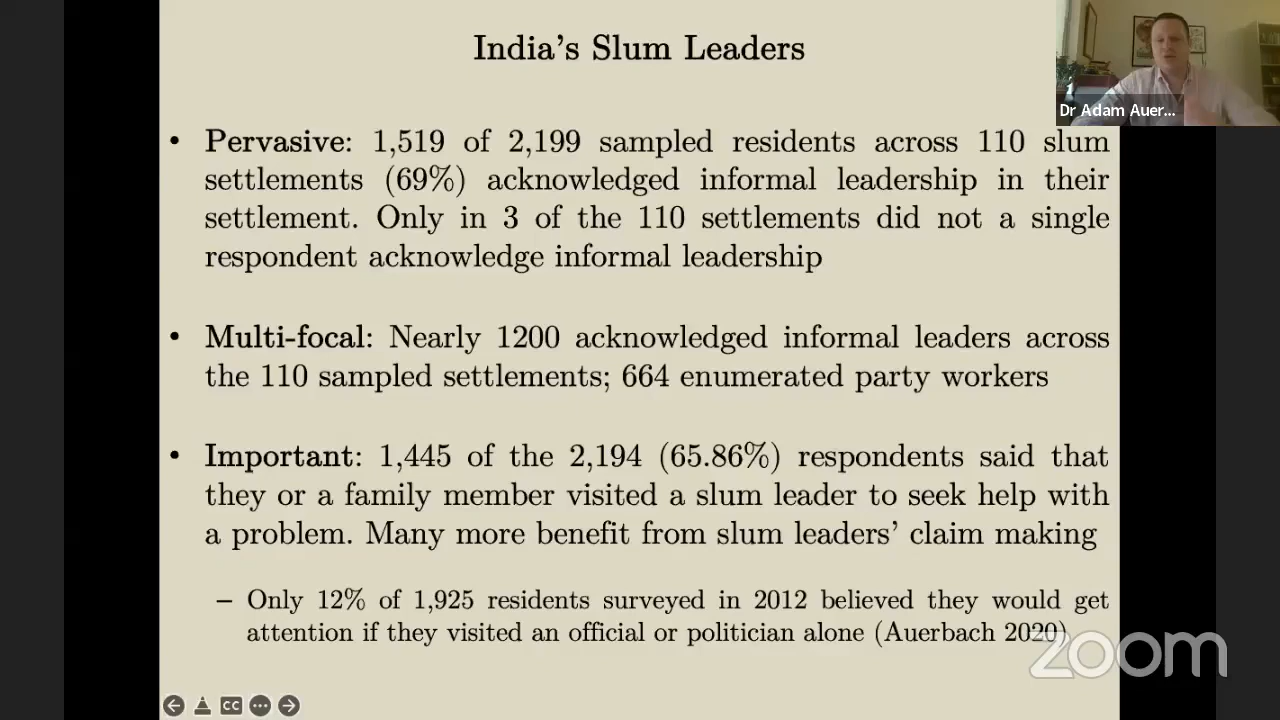 India's Slum Leaders
Dr Adam Auer...
• Pervasive: 1,519 of 2,199 sampled residents across 110 slum
settlements (69%) acknowledged informal leadership in their
settlement. Only in 3 of the 110 settlements did not a single
respondent acknowledge informal leadership
• Multi-focal: Nearly 1200 acknowledged informal leaders across
the 110 sampled settlements; 664 enumerated party workers
• Important: 1,445 of the 2,194 (65.86%) respondents said that
they or a family member visited a slum leader to seek help with
a problem. Many more benefit from slum leaders' claim making
– Only 12% of 1,925 residents surveyed in 2012 believed they would get
attention if they visited an official or politician alone (Auerbach 2020)
zoom
CC